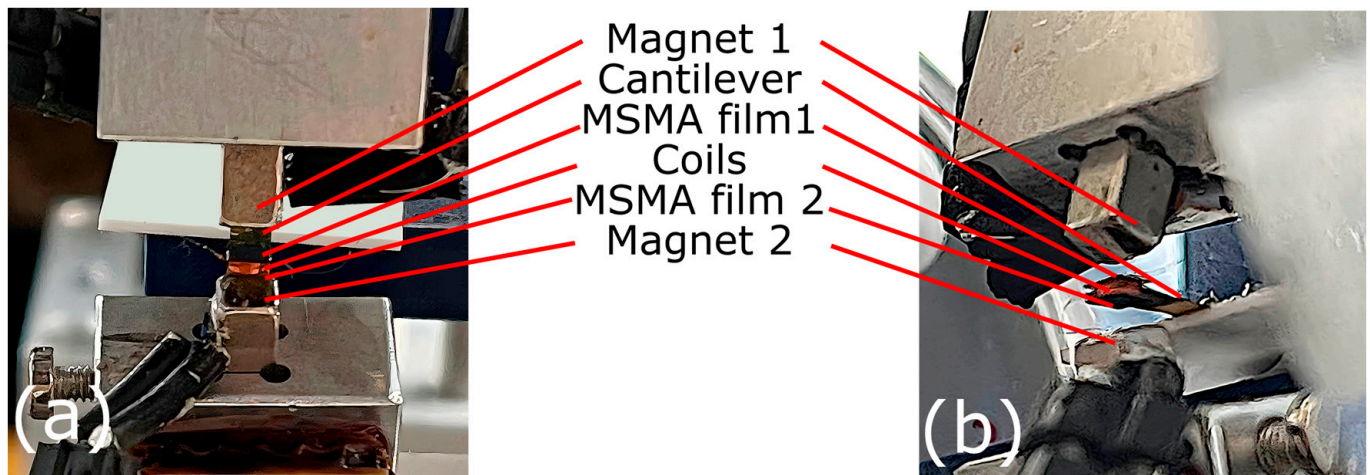 Magnet 1
Cantilever
MSMA film1
Coils
MSMA film 2
Magnet 2
(a)
(b)